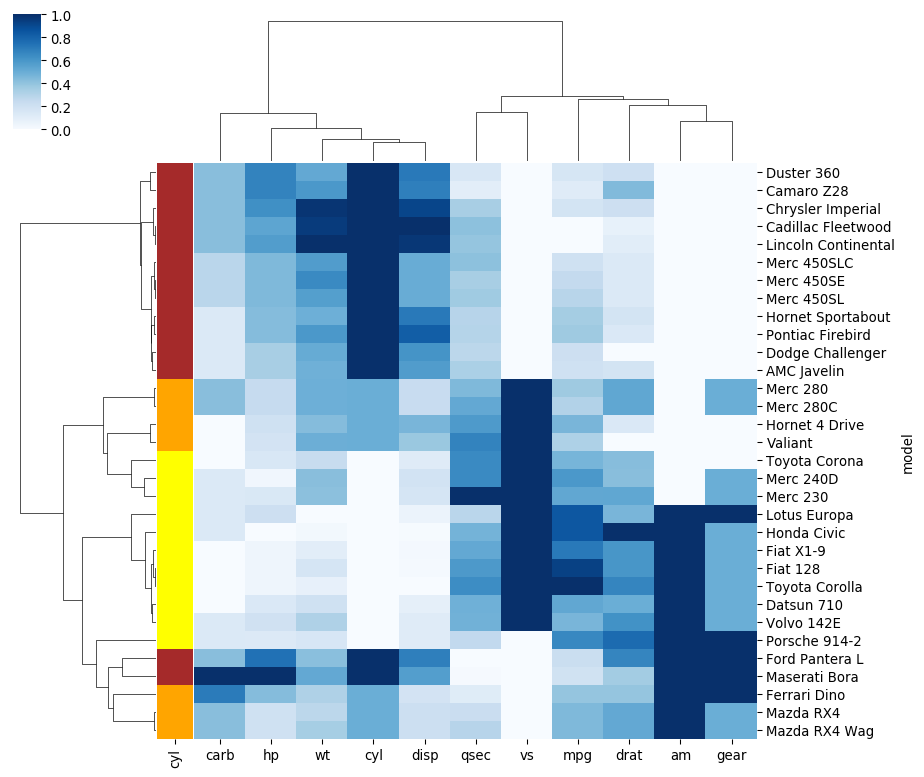 1.0
0.8
0.6
0.4
0.2
0.0
Duster 360
Camaro Z28
Chrysler Imperial
Cadillac Fleetwood
Lincoln Continental
Merc 450SLC
Merc 450SE
Merc 450SL
Hornet Sportabout
Pontiac Firebird
Dodge Challenger
AMC Javelin
Merc 280
Merc 280C
Hornet 4 Drive
Valiant
Toyota Corona
Merc 240D
Merc 230
Lotus Europa
Honda Civic
Fiat X1-9
Fiat 128
Toyota Corolla
Datsun 710
Volvo 142E
Porsche 914-2
Ford Pantera L
Maserati Bora
Ferrari Dino
Mazda RX4
Mazda RX4 Wag
model
cyl carb hp wt cyl disp qsec vs mpg drat am gear